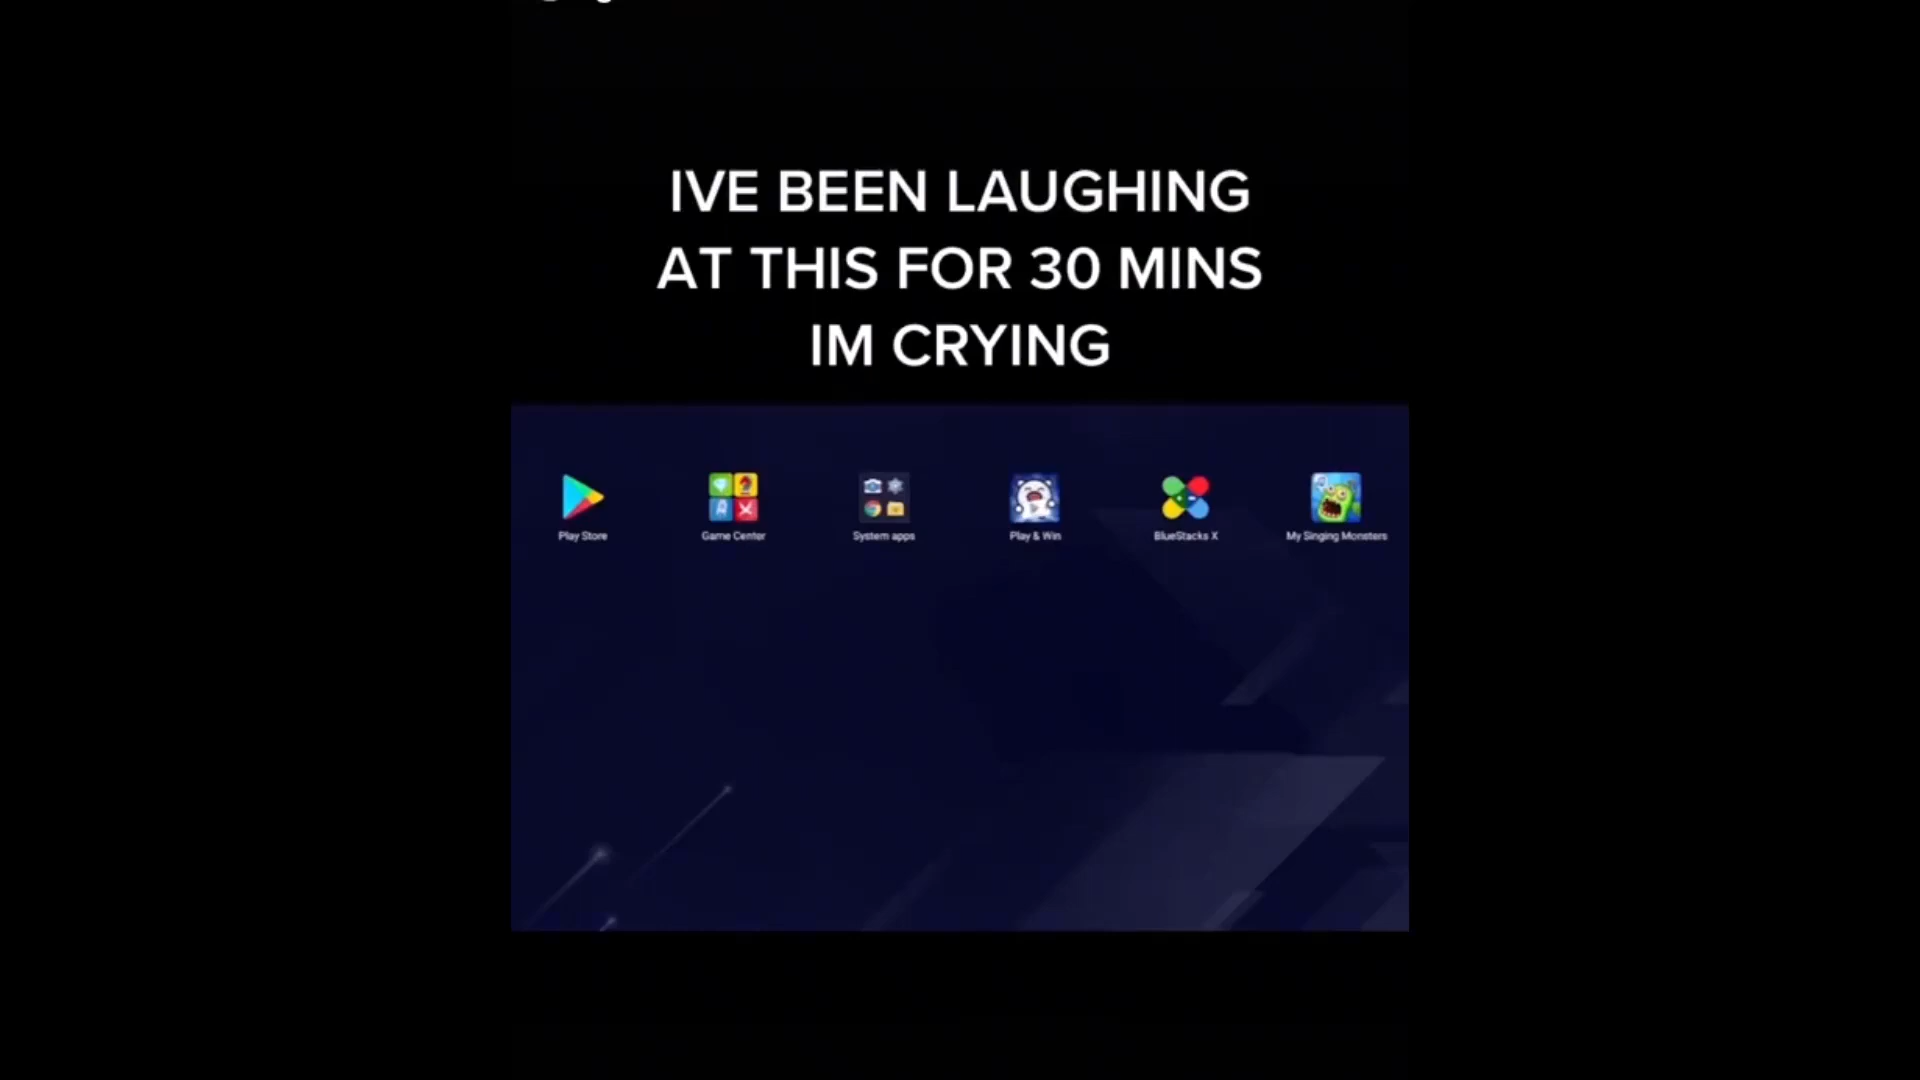 IVE BEEN LAUGHING
AT THIS FOR 30 MINS
IM CRYING
Play Store
Game Center
System apps
Play & Win
BlueStacks X
My Singing Monsters